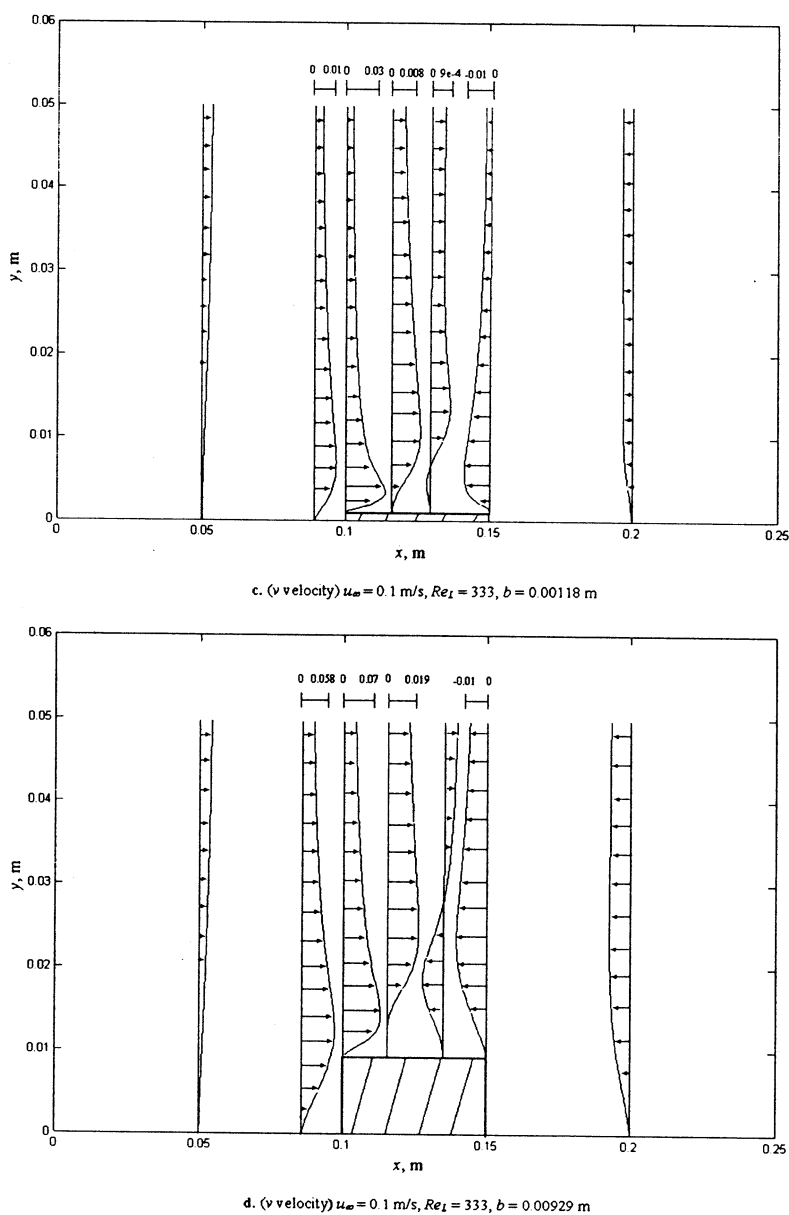 0.06
0 0.01 0 0.03 0 0.008 0 9e-4 -0.01 0
0.05
0.04
0.03
y, m
0.02
0.01
0
0 0.05 0.1 0.15 0.2 0.25
x, m
c. (v velocity) u∞ = 0.1 m/s, Re_L = 333, b = 0.00118 m
0.06
0 0.058 0 0.07 0 0.019 -0.01 0
0.05
0.04
0.03
y, m
0.02
0.01
0
0 0.05 0.1 0.15 0.2 0.25
x, m
d. (v velocity) u∞ = 0.1 m/s, Re_L = 333, b = 0.00929 m